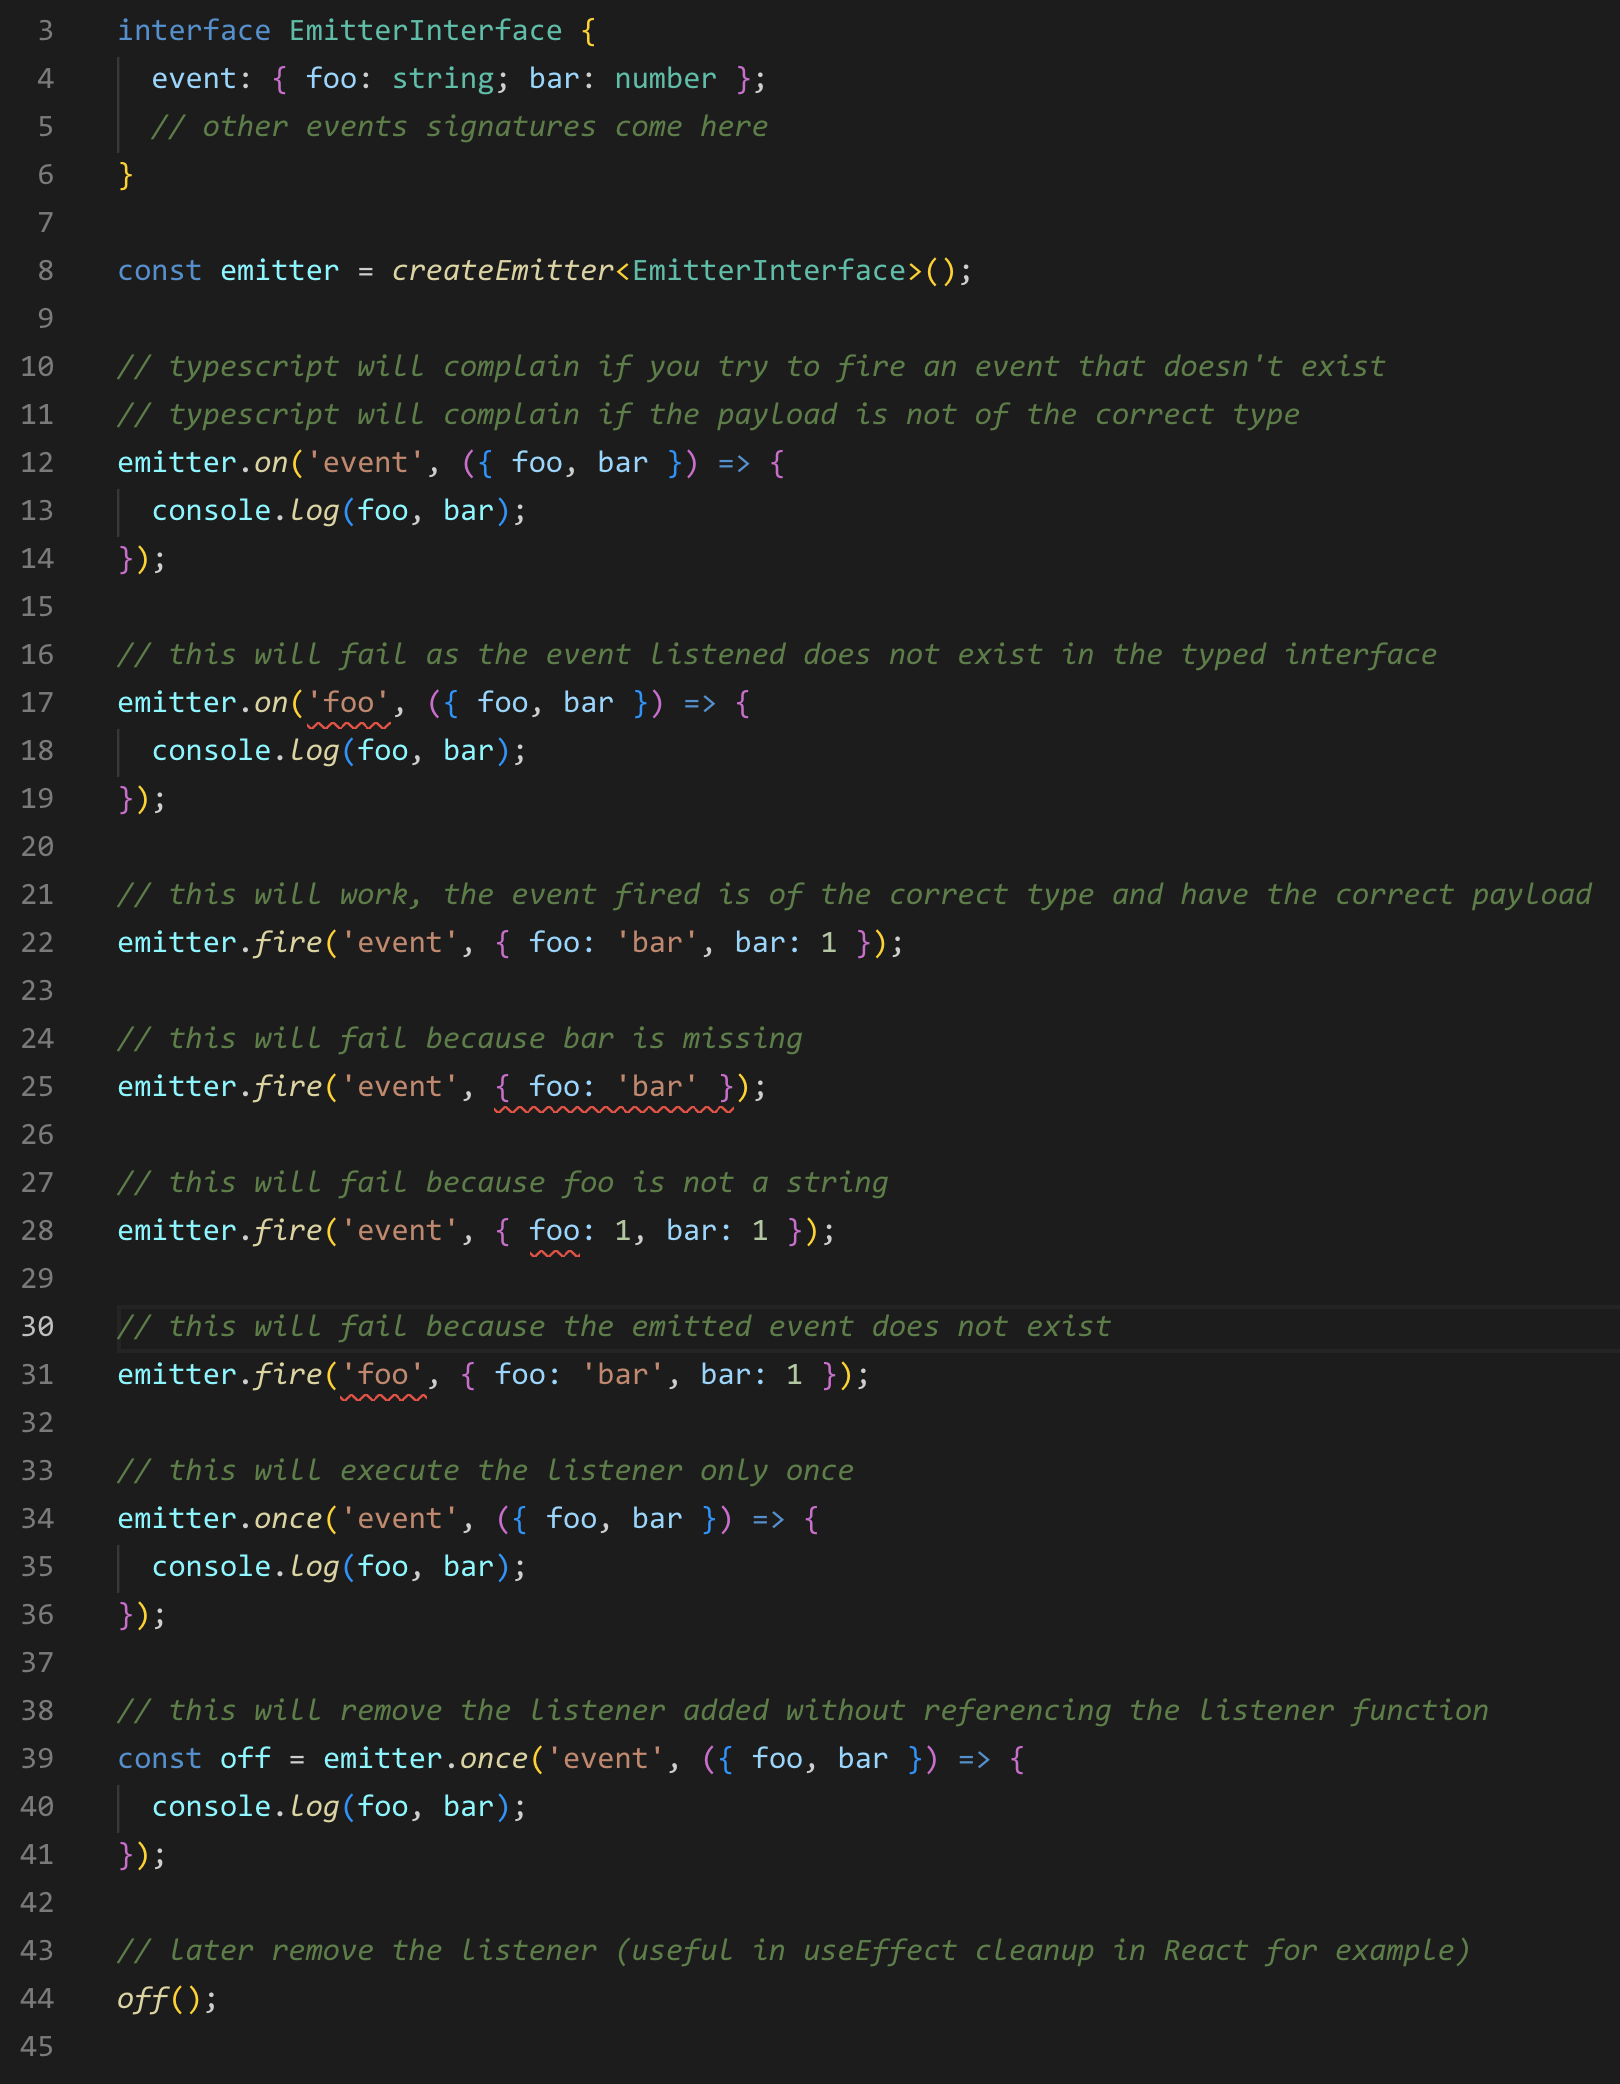 3 interface EmitterInterface {
4 event: { foo: string; bar: number };
5 // other events signatures come here
6 }
7
8 const emitter = createEmitter<EmitterInterface>();
9
10 // typescript will complain if you try to fire an event that doesn't exist
11 // typescript will complain if the payload is not of the correct type
12 emitter.on('event', ({ foo, bar }) => {
13 console.log(foo, bar);
14 });
15
16 // this will fail as the event listened does not exist in the typed interface
17 emitter.on('foo', ({ foo, bar }) => {
18 console.log(foo, bar);
19 });
20
21 // this will work, the event fired is of the correct type and have the correct payload
22 emitter.fire('event', { foo: 'bar', bar: 1 });
23
24 // this will fail because bar is missing
25 emitter.fire('event', { foo: 'bar' });
26
27 // this will fail because foo is not a string
28 emitter.fire('event', { foo: 1, bar: 1 });
29
30 // this will fail because the emitted event does not exist
31 emitter.fire('foo', { foo: 'bar', bar: 1 });
32
33 // this will execute the listener only once
34 emitter.once('event', ({ foo, bar }) => {
35 console.log(foo, bar);
36 });
37
38 // this will remove the listener added without referencing the listener function
39 const off = emitter.once('event', ({ foo, bar }) => {
40 console.log(foo, bar);
41 });
42
43 // later remove the listener (useful in useEffect cleanup in React for example)
44 off();
45